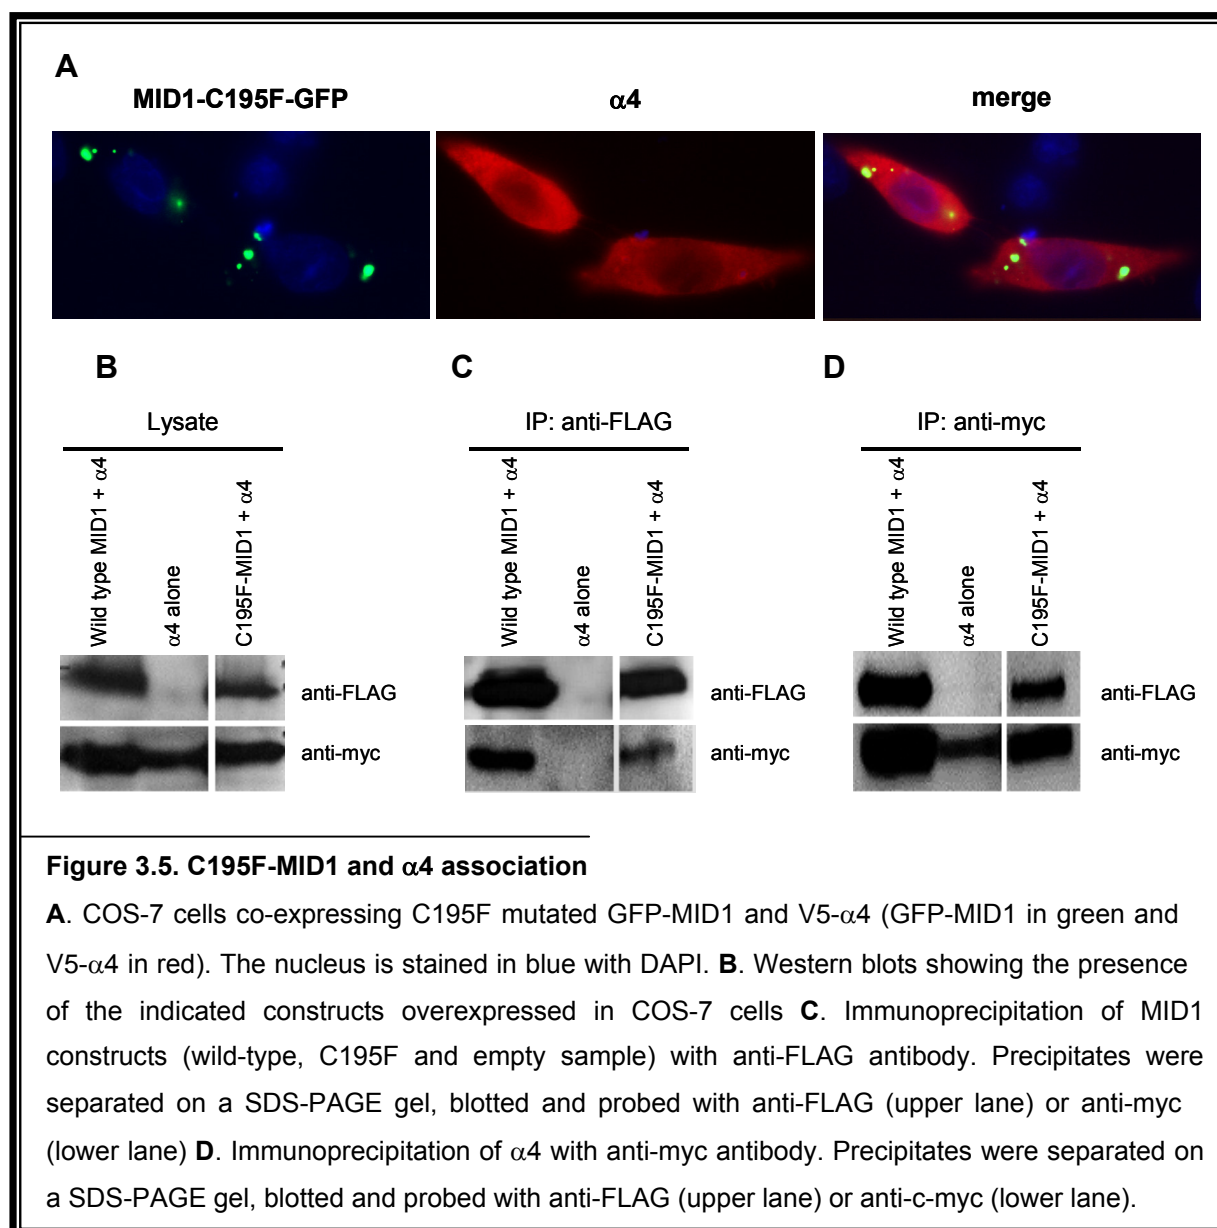 A
MID1-C195F-GFP α4 merge
B C D
Lysate IP: anti-FLAG IP: anti-myc
Wild type MID1 + α4
α4 alone
C195F-MID1 + α4
Wild type MID1 + α4
α4 alone
C195F-MID1 + α4
Wild type MID1 + α4
α4 alone
C195F-MID1 + α4
anti-FLAG anti-FLAG anti-FLAG
anti-myc anti-myc anti-myc
Figure 3.5. C195F-MID1 and α4 association
A. COS-7 cells co-expressing C195F mutated GFP-MID1 and V5-α4 (GFP-MID1 in green and
V5-α4 in red). The nucleus is stained in blue with DAPI. B. Western blots showing the presence
of the indicated constructs overexpressed in COS-7 cells C. Immunoprecipitation of MID1
constructs (wild-type, C195F and empty sample) with anti-FLAG antibody. Precipitates were
separated on a SDS-PAGE gel, blotted and probed with anti-FLAG (upper lane) or anti-myc
(lower lane) D. Immunoprecipitation of α4 with anti-myc antibody. Precipitates were separated on
a SDS-PAGE gel, blotted and probed with anti-FLAG (upper lane) or anti-c-myc (lower lane).